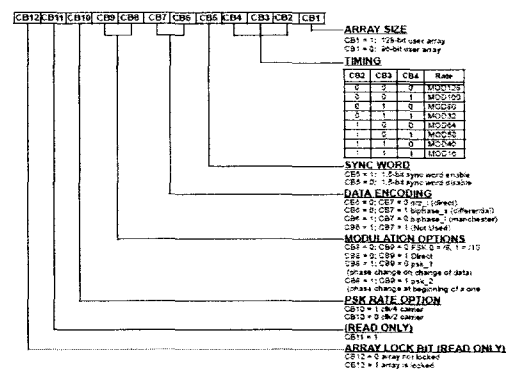 CB12 CB11 CB10 CB9 CB8 CB7 CB6 CB5 CB4 CB3 CB2 CB1
ARRAY SIZE
CB1 = 1; 128-bit user array
CB1 = 0; 96-bit user array
TIMING
CB2 CB3 CB4 Rate
0 0 0 MOD128
0 0 1 MOD100
0 1 0
0 1 1 MOD32
1 0 0 MOD64
1 0 1 MOD50
1 1 0 MOD40
1 1 1 MOD16
SYNC WORD
CB5 = 1; 1.5-bit sync word enable
CB5 = 0; 1.5-bit sync word disable
DATA ENCODING
CB6 = 0; CB7 = 0 nrz_l (direct)
CB6 = 0; CB7 = 1 biphase_s (differential)
CB6 = 1; CB7 = 0 biphase_l (manchester)
CB6 = 1; CB7 = 1 (Not Used)
MODULATION OPTIONS
CB8 = 0; CB9 = 0 FSK 0 = /8, 1 = /10
CB8 = 0; CB9 = 1 Direct
CB8 = 1; CB9 = 0 psk_1
(phase change on change of data)
CB8 = 1; CB9 = 1 psk_2
(phase change at beginning of a one
PSK RATE OPTION
CB10 = 1 clk/4 carrier
CB10 = 0 clk/2 carrier
(READ ONLY)
CB11 = 1
ARRAY LOCK BIT (READ ONLY)
CB12 = 0 array not locked
CB12 = 1 array is locked